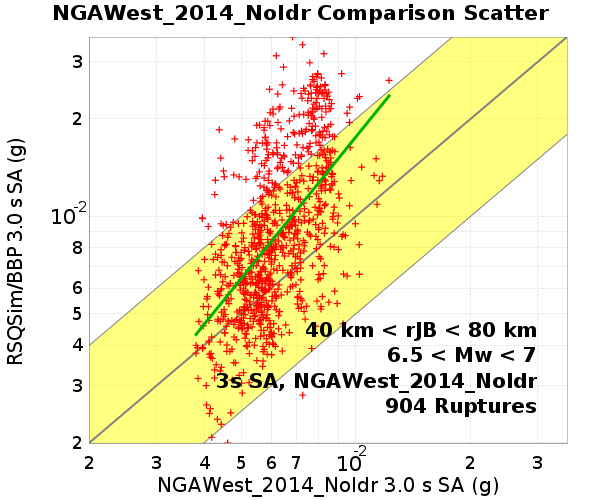 NGAWest_2014_NoIdr Comparison Scatter
RSQSim/BBP 3.0 s SA (g)
3
2
10-2
8
6
5
4
3
2
40 km < rJB < 80 km
6.5 < Mw < 7
3s SA, NGAWest_2014_NoIdr
904 Ruptures
2 3 4 5 6 7 10-2 2 3
NGAWest_2014_NoIdr 3.0 s SA (g)